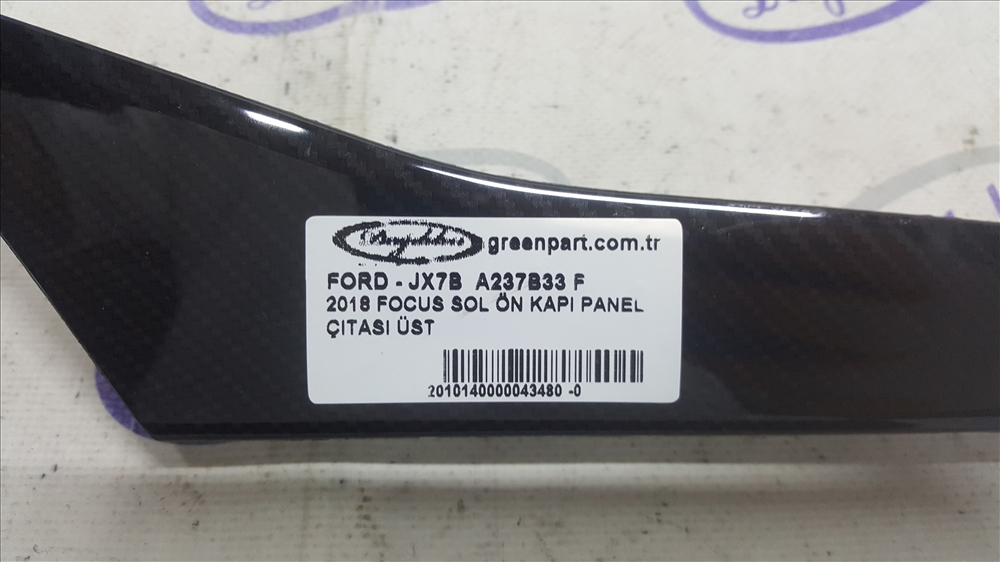 greenpart.com.tr
FORD - JX7B A237B33 F
2018 FOCUS SOL ÖN KAPI PANEL
ÇITASI ÜST
2010140000043480 -0